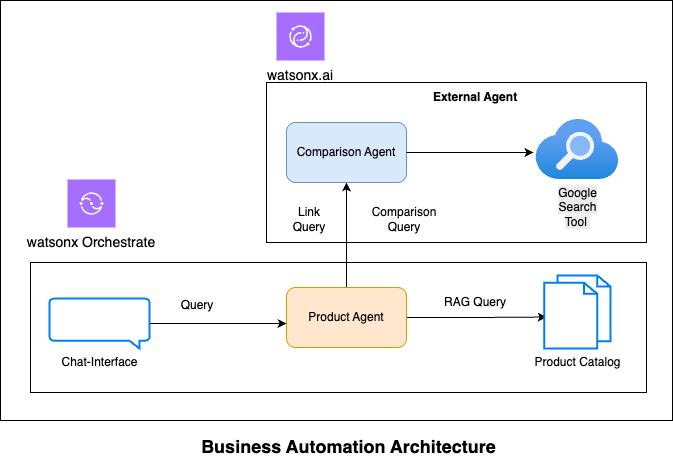 watsonx.ai
External Agent
Comparison Agent
Google
Search
Tool
Link
Query
Comparison
Query
watsonx Orchestrate
Query
Product Agent
RAG Query
Chat-Interface
Product Catalog
Business Automation Architecture